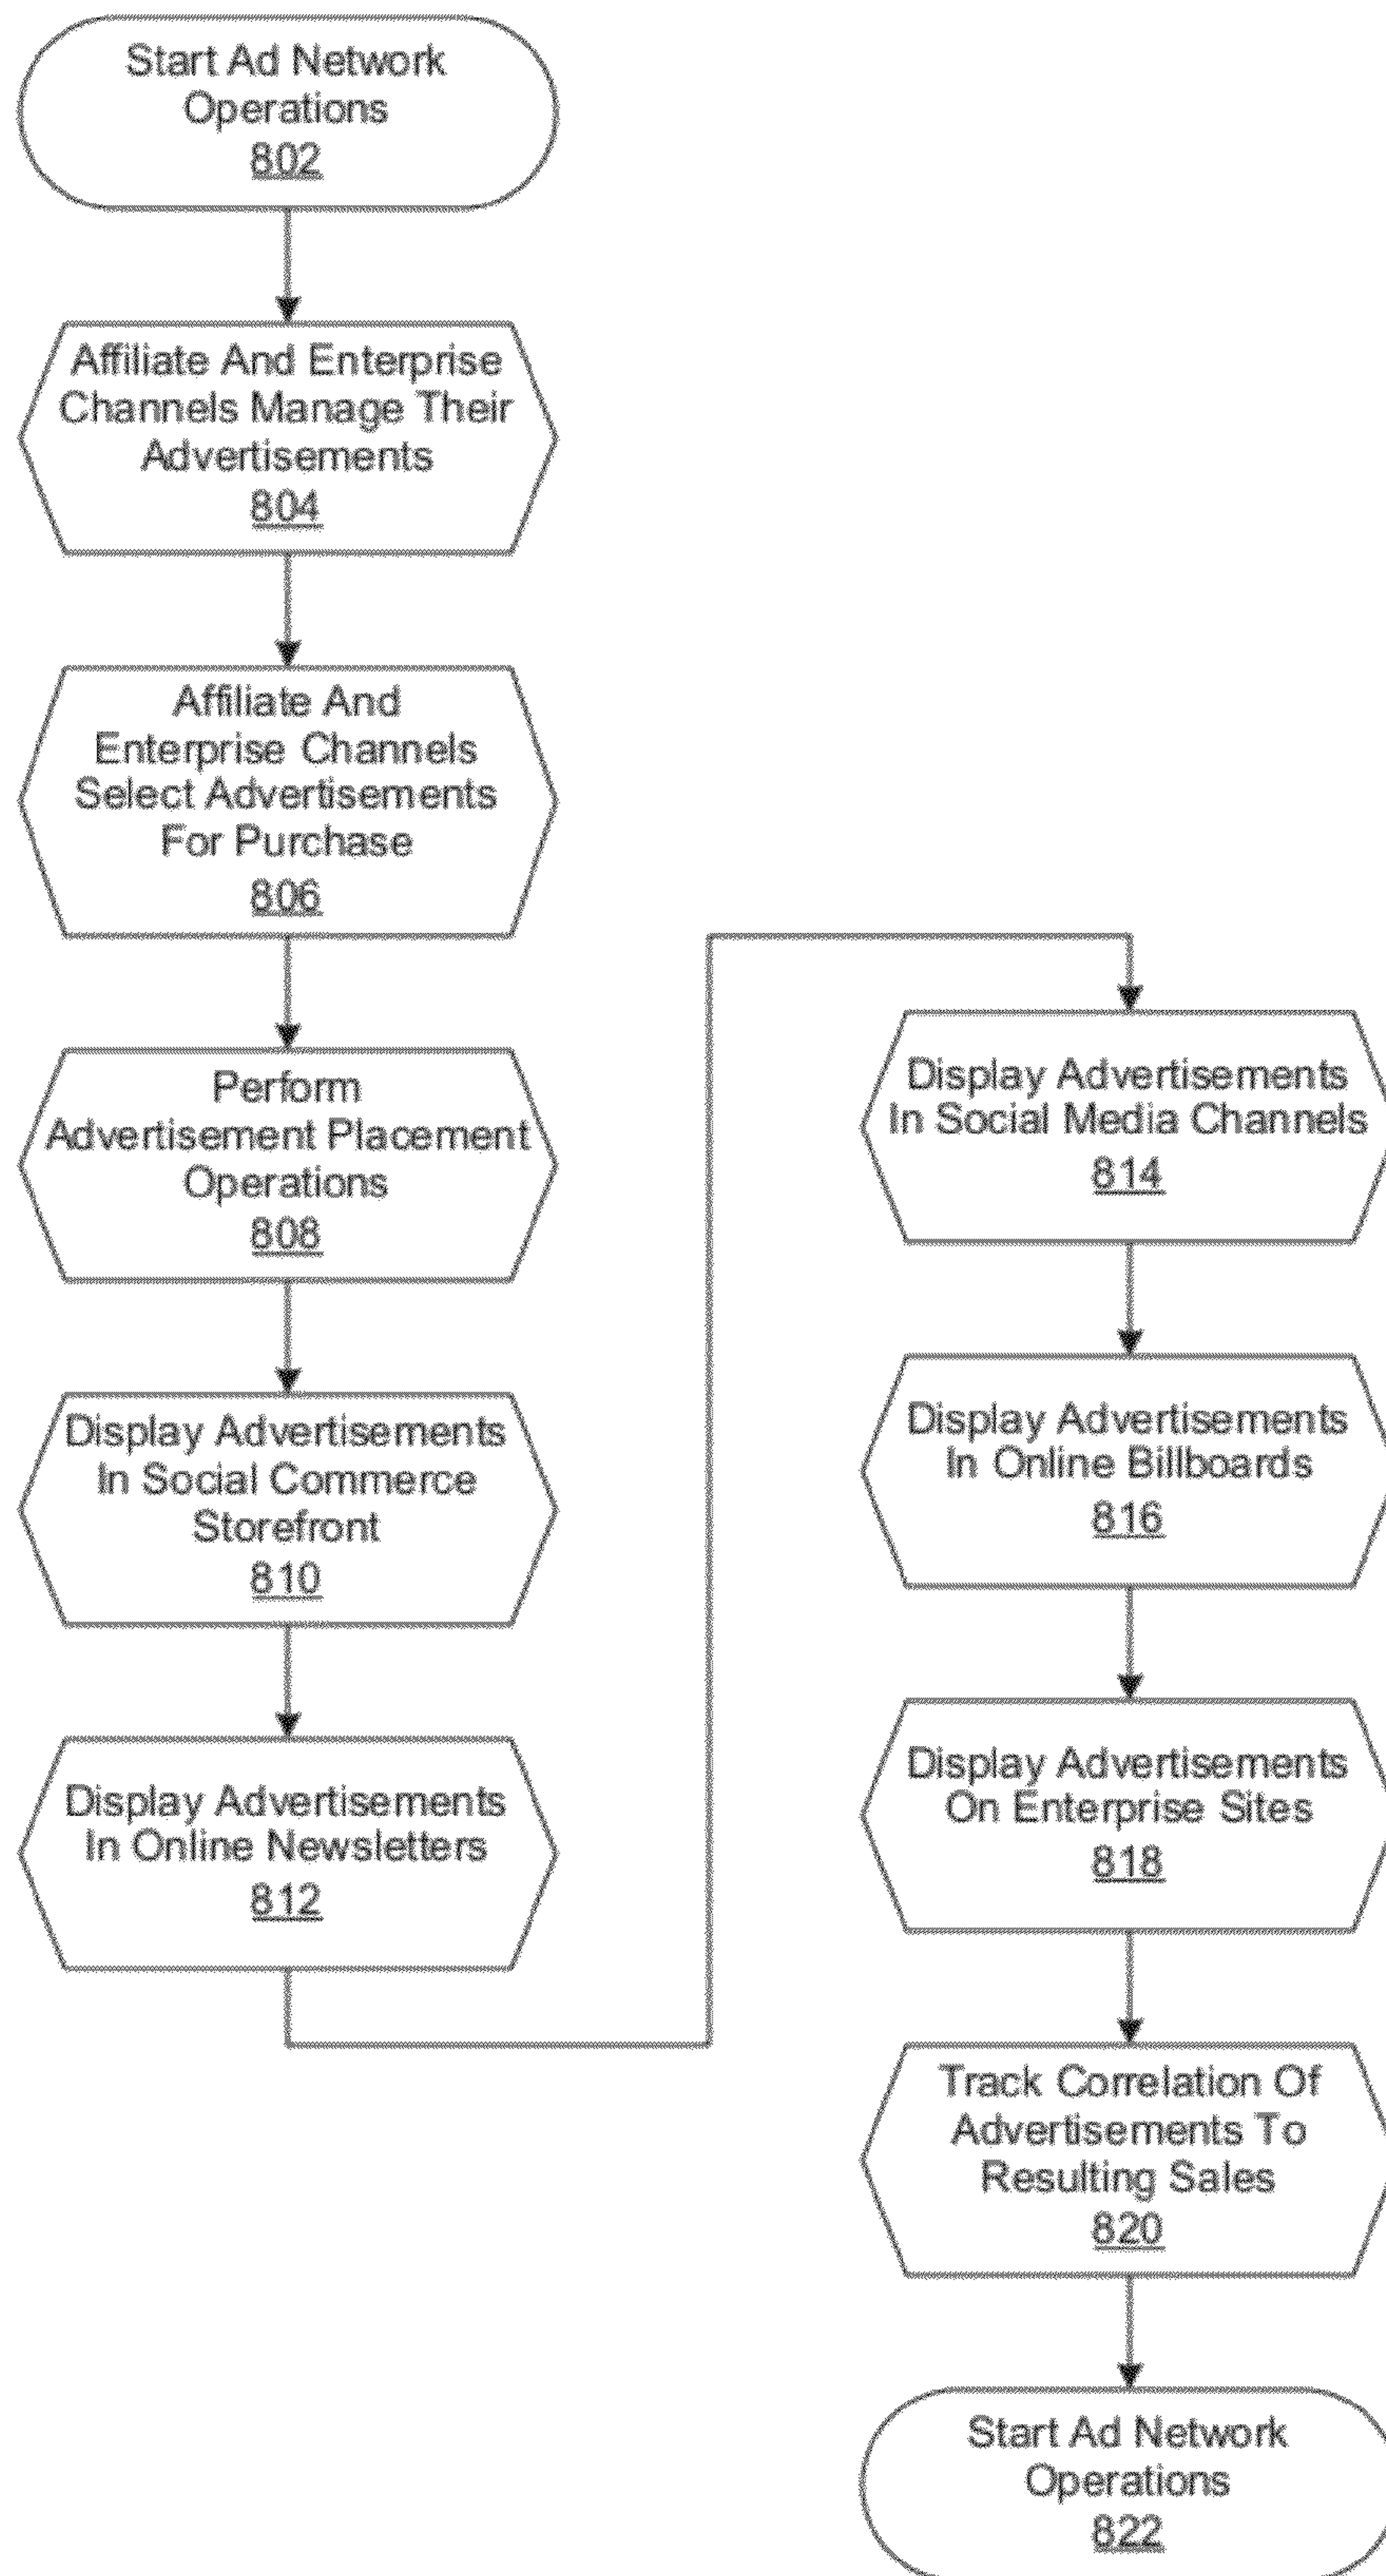 Start Ad Network
Operations
802
Affiliate And Enterprise
Channels Manage Their
Advertisements
804
Affiliate And
Enterprise Channels
Select Advertisements
For Purchase
806
Perform
Advertisement Placement
Operations
808
Display Advertisements
In Social Commerce
Storefront
810
Display Advertisements
In Online Newsletters
812
Display Advertisements
In Social Media Channels
814
Display Advertisements
In Online Billboards
816
Display Advertisements
On Enterprise Sites
818
Track Correlation Of
Advertisements To
Resulting Sales
820
Start Ad Network
Operations
822